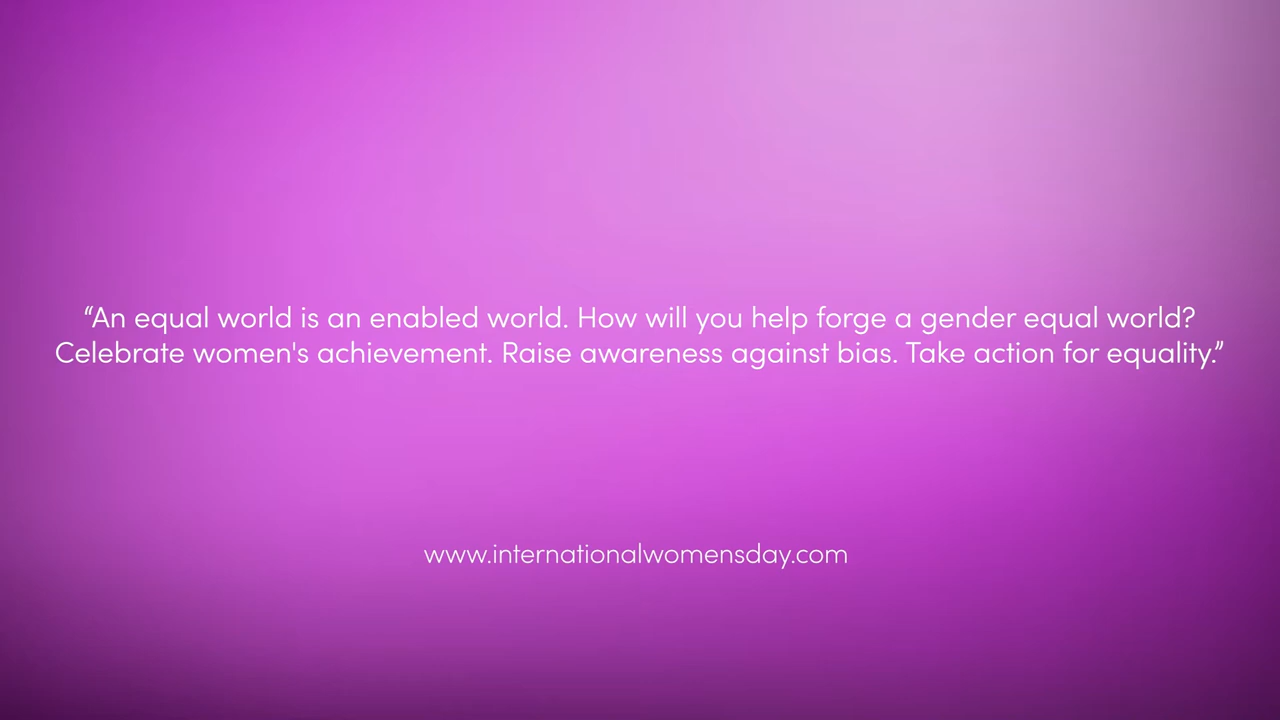 “An equal world is an enabled world. How will you help forge a gender equal world?
Celebrate women's achievement. Raise awareness against bias. Take action for equality.”
www.internationalwomensday.com